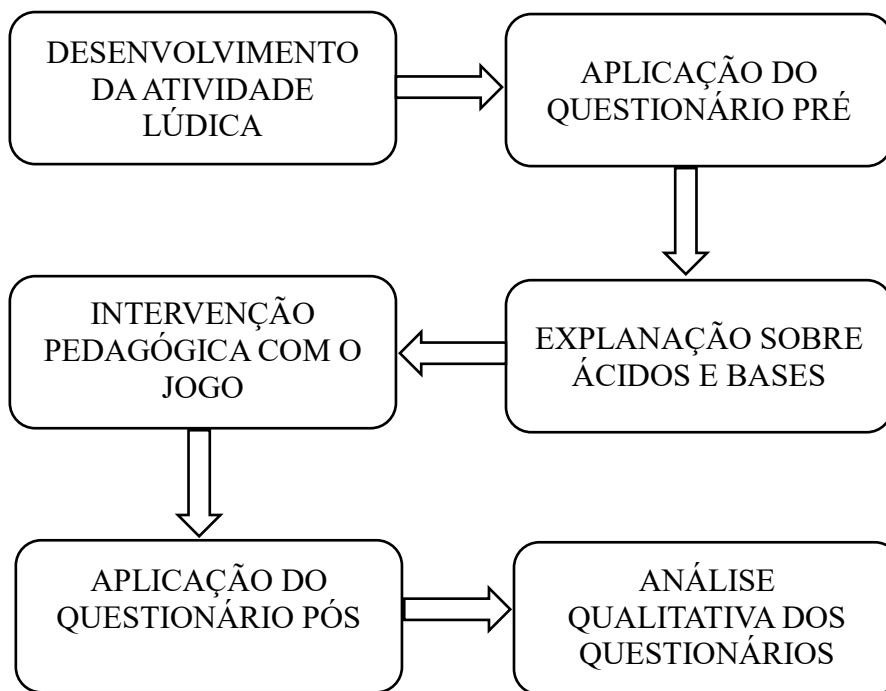 DESENVOLVIMENTO
DA ATIVIDADE
LÚDICA
APLICAÇÃO DO
QUESTIONÁRIO PRÉ
EXPLANAÇÃO SOBRE
ÁCIDOS E BASES
INTERVENÇÃO
PEDAGÓGICA COM O
JOGO
APLICAÇÃO DO
QUESTIONÁRIO PÓS
ANÁLISE
QUALITATIVA DOS
QUESTIONÁRIOS